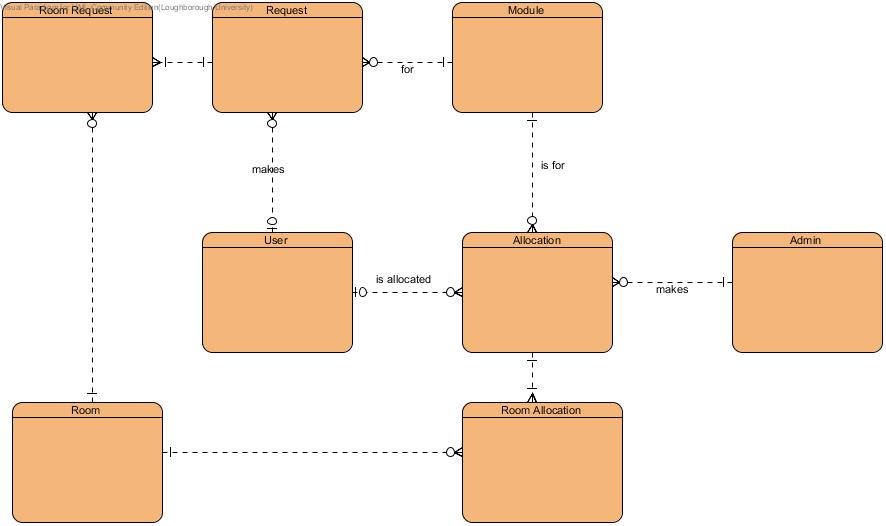 Visual Paradigm for UML Community Edition(Loughborough University)
Room Request
Request
Module
for
makes
is for
User
Allocation
Admin
is allocated
makes
Room
Room Allocation